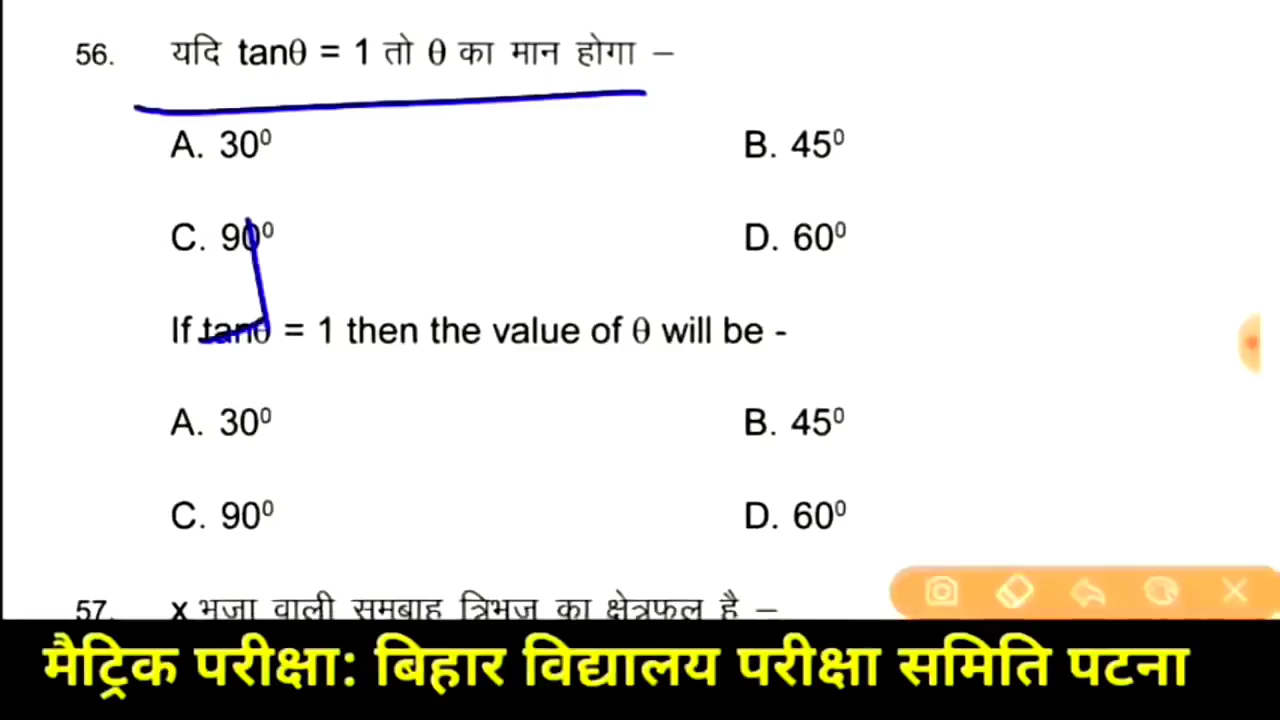 56. यदि tanθ = 1 तो θ का मान होगा –
A. 30⁰ B. 45⁰
C. 90⁰ D. 60⁰
If tanθ = 1 then the value of θ will be -
A. 30⁰ B. 45⁰
C. 90⁰ D. 60⁰
57. x भुजा वाली समबाहु त्रिभुज का क्षेत्रफल है –
मैट्रिक परीक्षा: बिहार विद्यालय परीक्षा समिति पटना